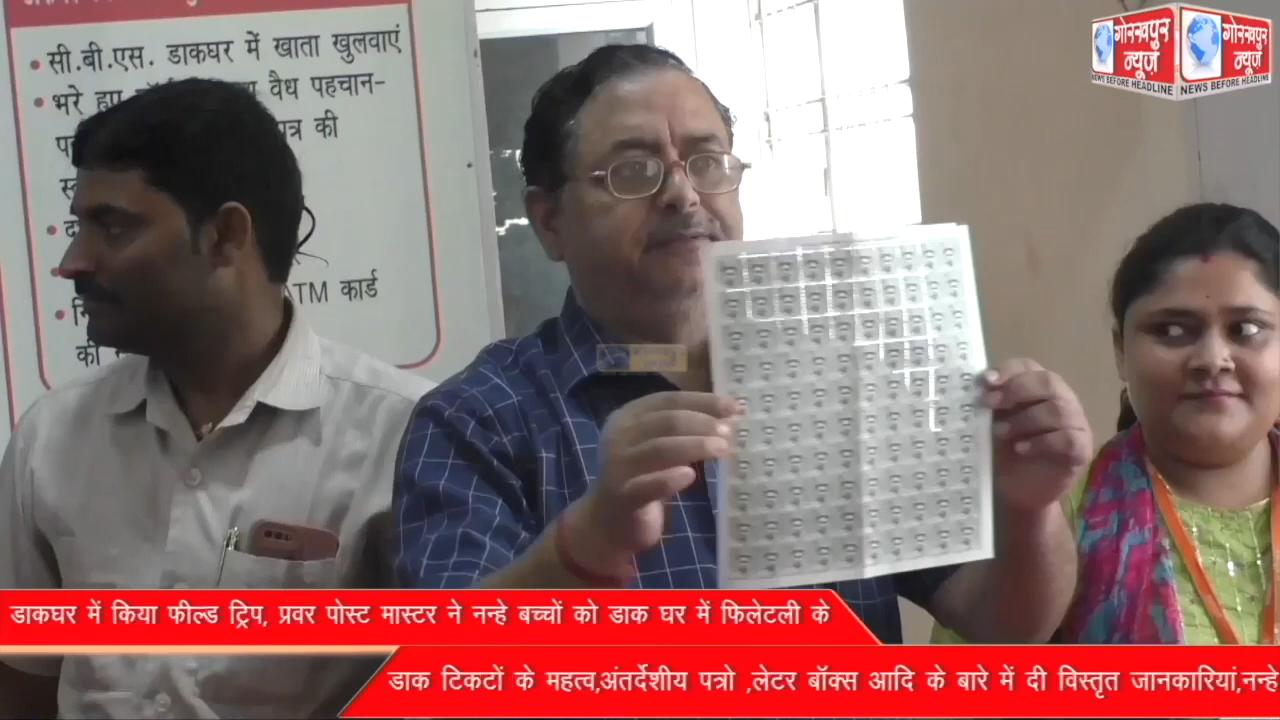 • सी.बी.एस. डाकघर में खाता खुलवाएं
• भरे हुए वैध पहचान-
की
ATM कार्ड
की
गोरखपुर
न्यूज़
NEWS BEFORE HEADLINE
गोरखपुर
न्यूज़
NEWS BEFORE HEADLINE
डाकघर में किया फील्ड ट्रिप, प्रवर पोस्ट मास्टर ने नन्हे बच्चों को डाक घर में फिलेटली के
डाक टिकटों के महत्व,अंतर्देशीय पत्रो ,लेटर बॉक्स आदि के बारे में दी विस्तृत जानकारियां,नन्हे